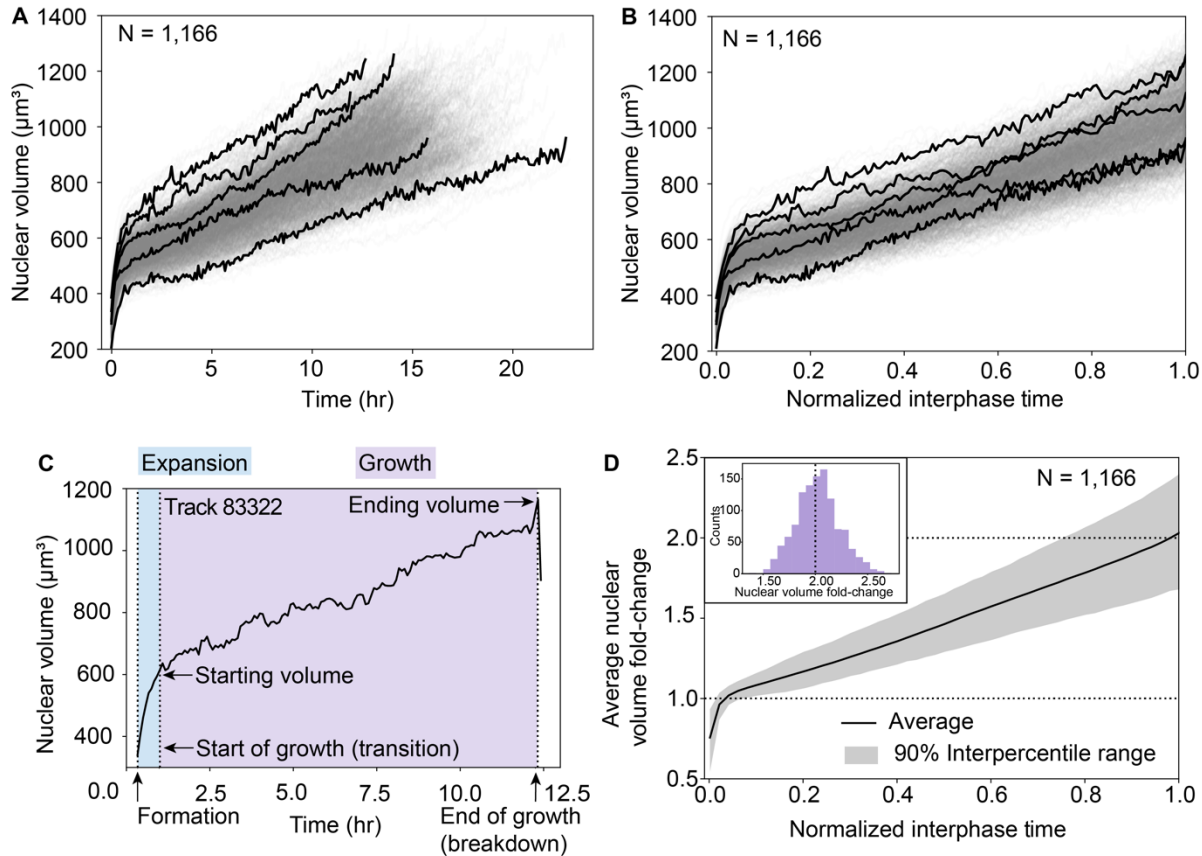 A
N = 1,166
Nuclear volume (µm³)
1400
1200
1000
800
600
400
200
0
5
10
15
20
Time (hr)
B
N = 1,166
Nuclear volume (µm³)
1400
1200
1000
800
600
400
200
0.0
0.2
0.4
0.6
0.8
1.0
Normalized interphase time
C
Expansion
Growth
Track 83322
Ending volume
Starting volume
Start of growth (transition)
Nuclear volume (µm³)
1200
1000
800
600
400
0.0
2.5
5.0
7.5
10.0
12.5
Formation
Time (hr)
End of growth
(breakdown)
D
N = 1,166
Average nuclear
volume fold-change
2.5
2.0
1.5
1.0
0.5
Counts
150
100
50
0
1.50
2.00
2.50
Nuclear volume fold-change
Average
90% Interpercentile range
0.0
0.2
0.4
0.6
0.8
1.0
Normalized interphase time